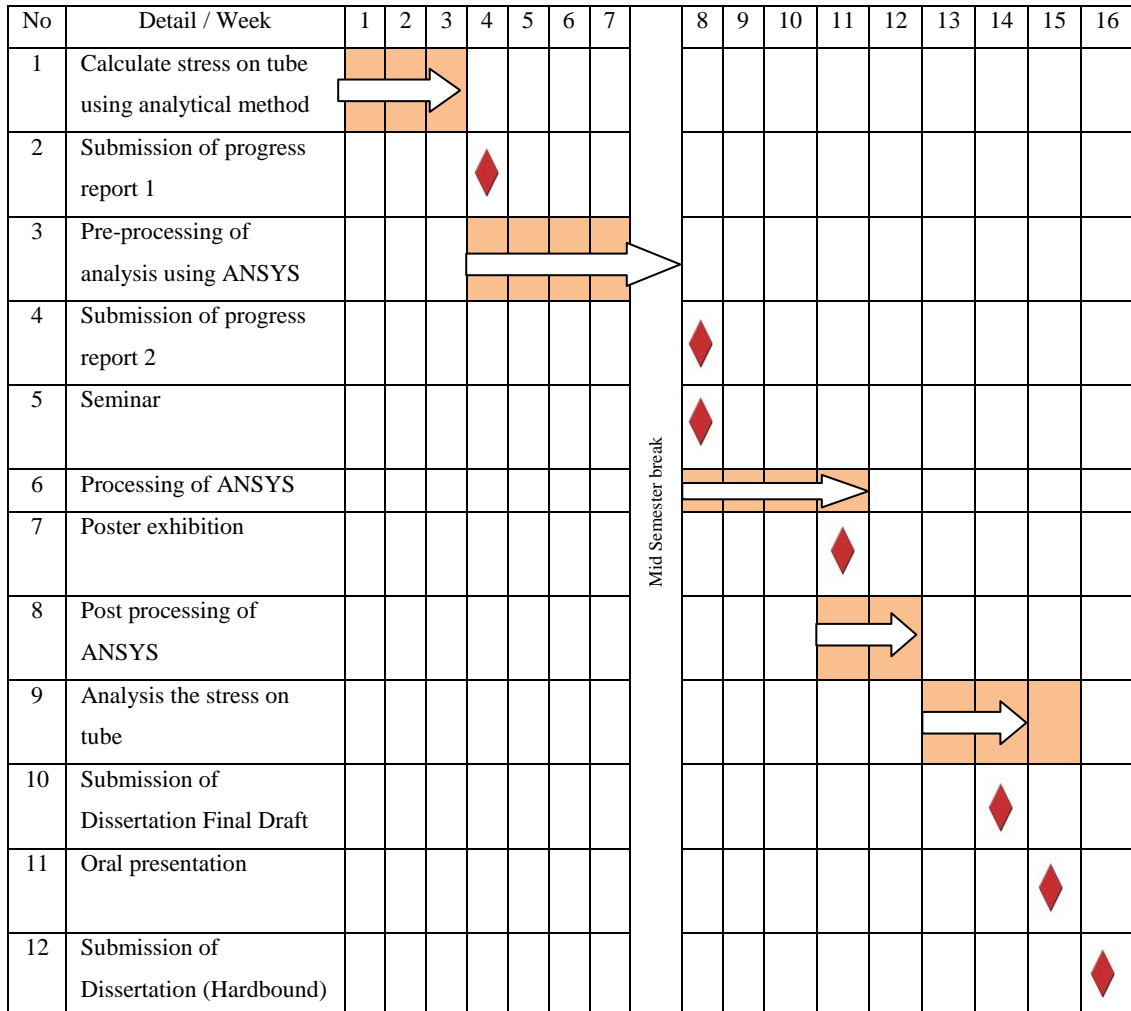 No Detail / Week 1 2 3 4 5 6 7 8 9 10 11 12 13 14 15 16
1 Calculate stress on tube
using analytical method
2 Submission of progress
report 1
3 Pre-processing of
analysis using ANSYS
4 Submission of progress
report 2
5 Seminar
Mid Semester break
6 Processing of ANSYS
7 Poster exhibition
8 Post processing of
ANSYS
9 Analysis the stress on
tube
10 Submission of
Dissertation Final Draft
11 Oral presentation
12 Submission of
Dissertation (Hardbound)